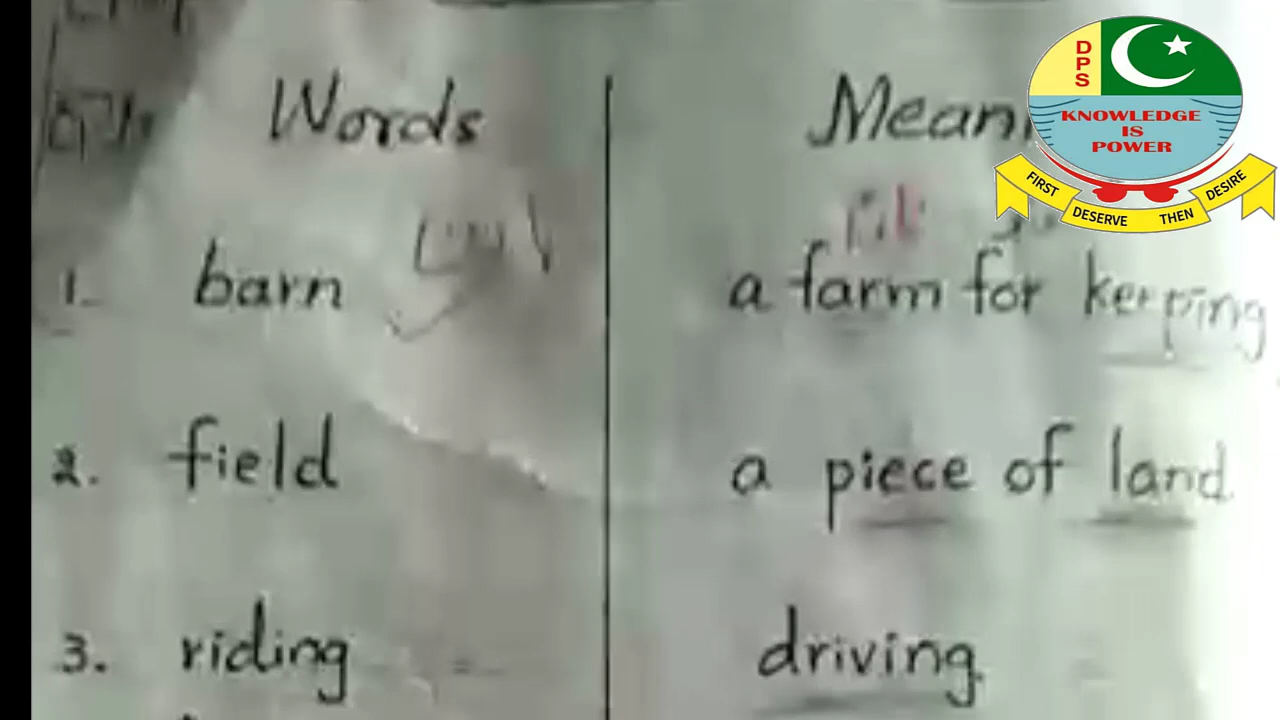 Words Mean
1. barn a farm for keeping
2. field a piece of land
3. riding driving.
DPS
KNOWLEDGE
IS
POWER
FIRST DESERVE THEN DESIRE